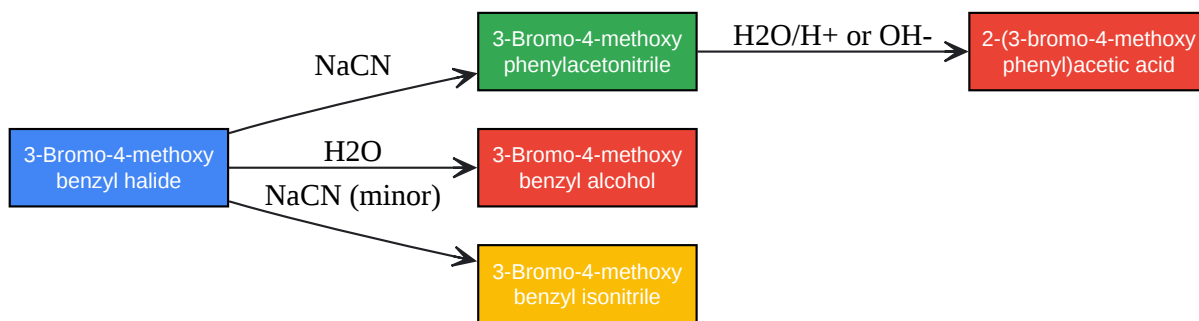 3-Bromo-4-methoxy
benzyl halide
NaCN
3-Bromo-4-methoxy
phenylacetonitrile
H2O/H+ or OH-
2-(3-bromo-4-methoxy
phenyl)acetic acid
H2O
3-Bromo-4-methoxy
benzyl alcohol
NaCN (minor)
3-Bromo-4-methoxy
benzyl isonitrile